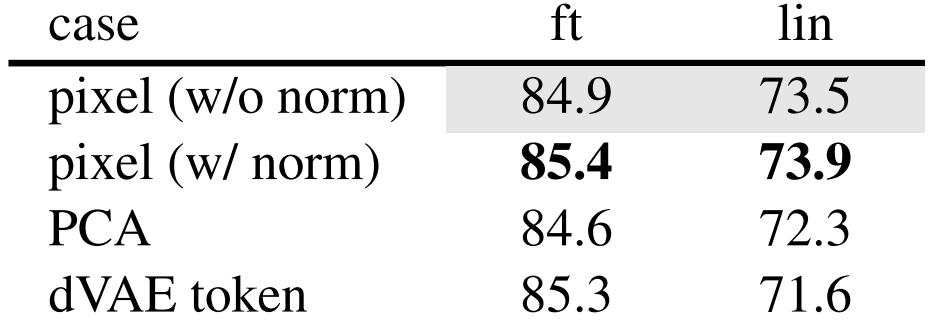 case ft lin
pixel (w/o norm) 84.9 73.5
pixel (w/ norm) 85.4 73.9
PCA 84.6 72.3
dVAE token 85.3 71.6